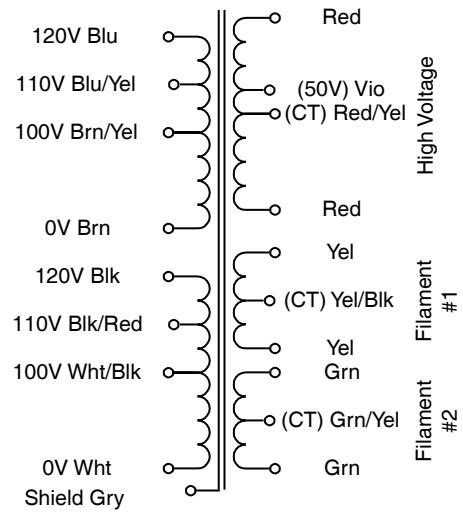 120V Blu
110V Blu/Yel
100V Brn/Yel
0V Brn
120V Blk
110V Blk/Red
100V Wht/Blk
0V Wht
Shield Gry
Red
(50V) Vio
(CT) Red/Yel
Red
High Voltage
Yel
(CT) Yel/Blk
Yel
Filament
#1
Grn
(CT) Grn/Yel
Grn
Filament
#2